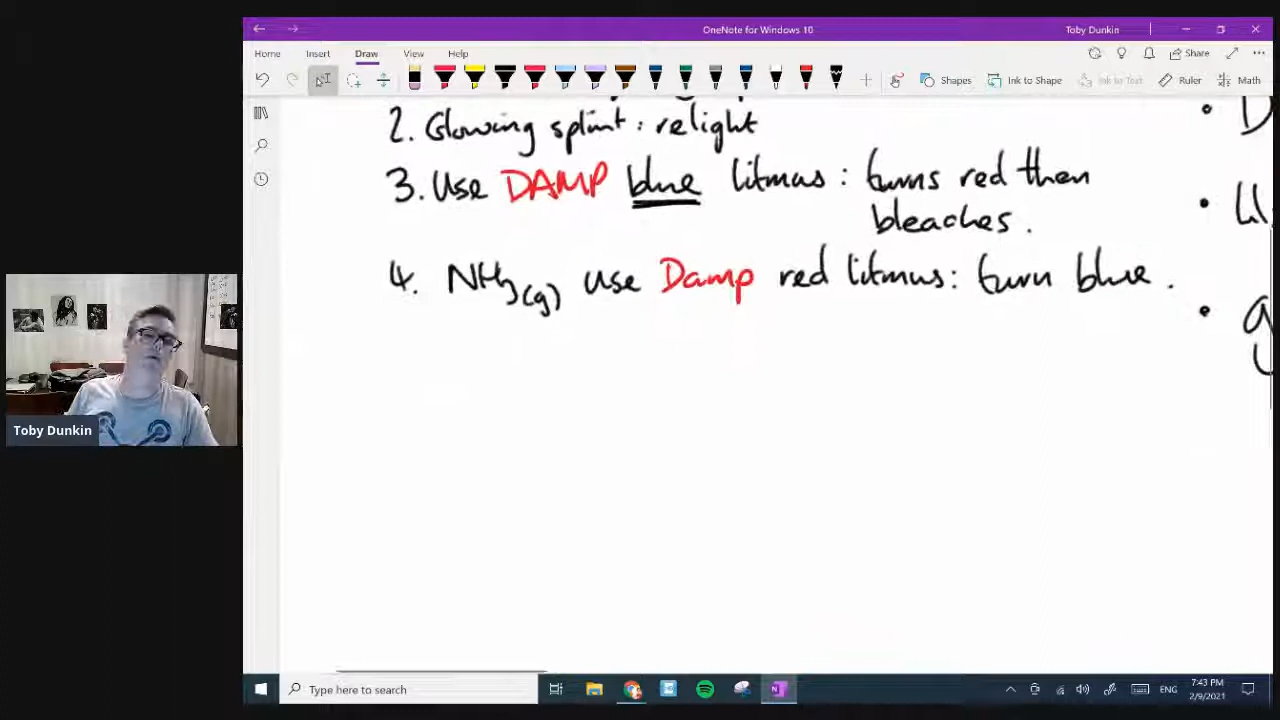 OneNote for Windows 10
Toby Dunkin
Home Insert Draw View Help
Share
Shapes Ink to Shape Ink to Text Ruler Math
2. Glowing splint : relight
3. Use DAMP blue litmus : turns red then
bleaches.
4. NH3(g) use Damp red litmus: turn blue.
Toby Dunkin
Type here to search
ENG
7:43 PM
2/9/2021